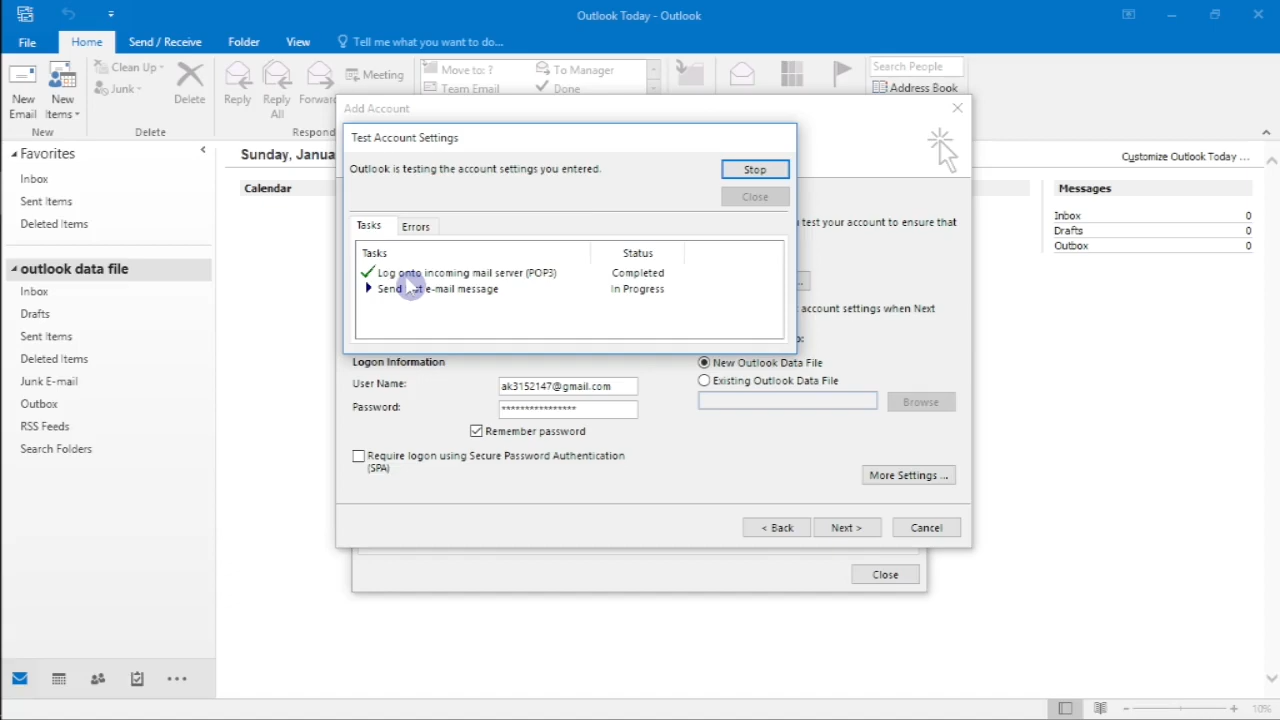 Outlook Today - Outlook
File
Home
Send / Receive
Folder
View
Tell me what you want to do...
New Email
New Items
Clean Up
Junk
Delete
Reply
Reply All
Forward
Meeting
Move to: ?
Team Email
To Manager
Done
Search People
Address Book
New
Delete
Respond
Favorites
Inbox
Sent Items
Deleted Items
outlook data file
Inbox
Drafts
Sent Items
Deleted Items
Junk E-mail
Outbox
RSS Feeds
Search Folders
Sunday, Janua
Calendar
Customize Outlook Today ...
Messages
Inbox 0
Drafts 0
Outbox 0
Add Account
Test Account Settings
Outlook is testing the account settings you entered.
Stop
Close
Tasks
Errors
Tasks Status
Log onto incoming mail server (POP3) Completed
Send e-mail message In Progress
test your account to ensure that
account settings when Next
Logon Information
User Name: ak3152147@gmail.com
Password: ****************
Remember password
Require logon using Secure Password Authentication
(SPA)
New Outlook Data File
Existing Outlook Data File
Browse
More Settings ...
< Back
Next >
Cancel
Close
10%